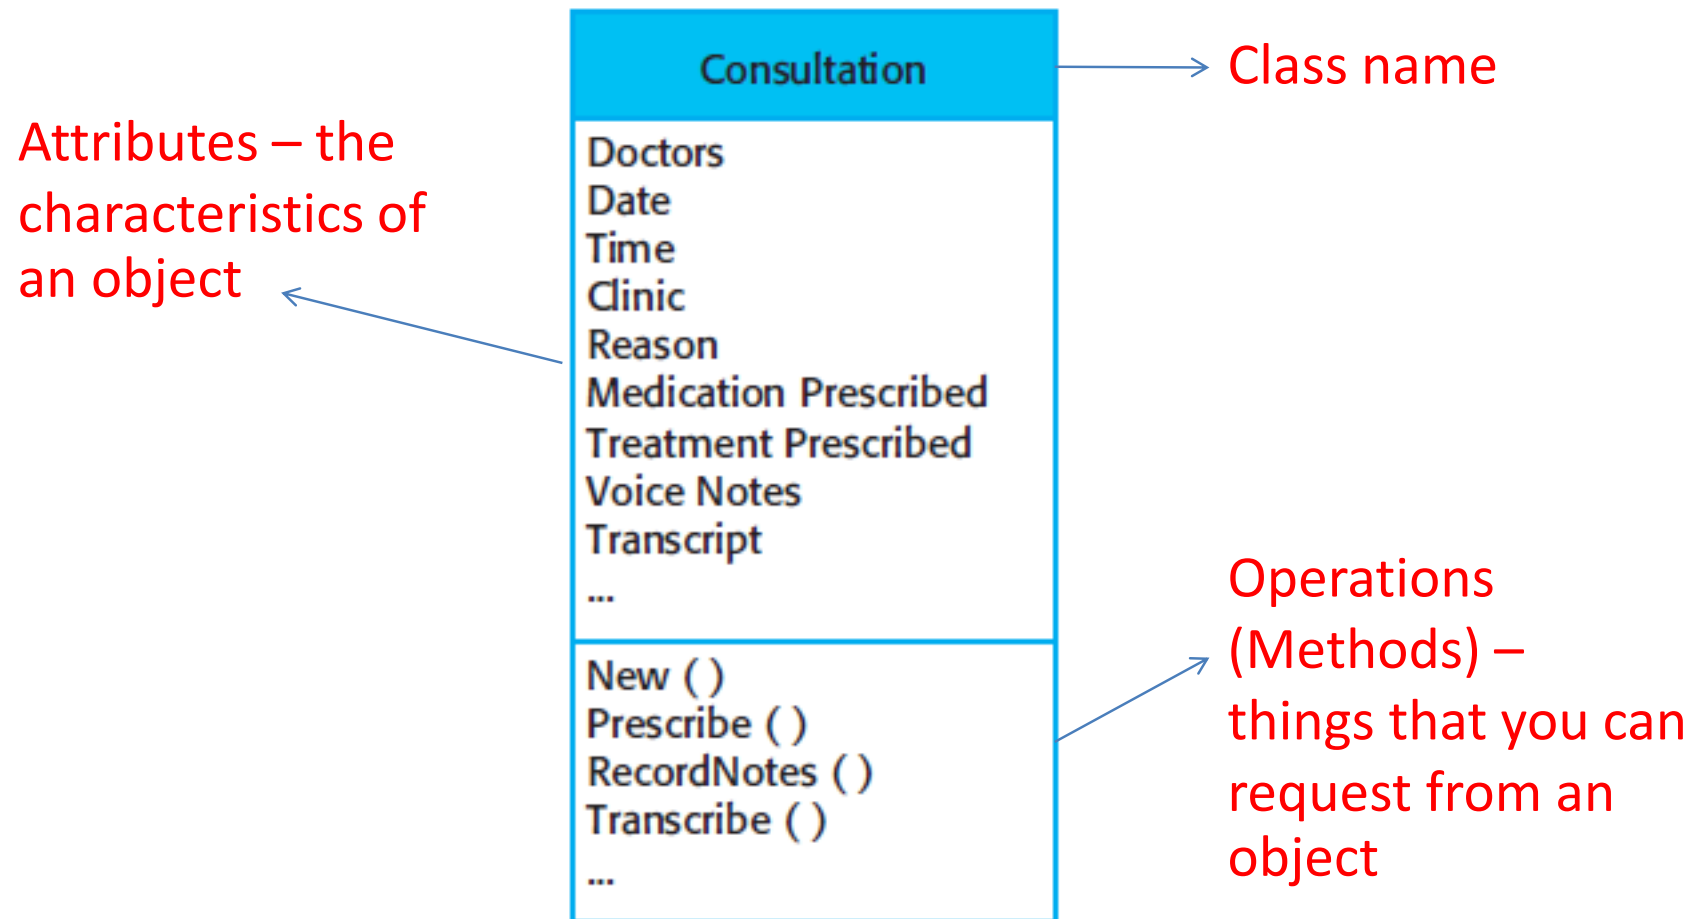 Consultation
Class name
Attributes – the
characteristics of
an object
Doctors
Date
Time
Clinic
Reason
Medication Prescribed
Treatment Prescribed
Voice Notes
Transcript
...
New ( )
Prescribe ( )
RecordNotes ( )
Transcribe ( )
...
Operations
(Methods) –
things that you can
request from an
object